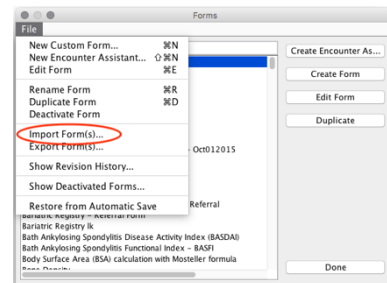 Forms
File
New Custom Form... ⌘N
New Encounter Assistant... ⇧⌘N
Edit Form ⌘E
Rename Form ⌘R
Duplicate Form ⌘D
Deactivate Form
Import Form(s)...
Export Form(s)...
Show Revision History...
Show Deactivated Forms...
Restore from Automatic Save
- Oct012015
Referral
Bariatric Registry - Referral Form
Bariatric Registry lk
Bath Ankylosing Spondylitis Disease Activity Index (BASDAI)
Bath Ankylosing Spondylitis Functional Index - BASFI
Body Surface Area (BSA) calculation with Mosteller formula
Bone Density
Create Encounter As...
Create Form
Edit Form
Duplicate
Done